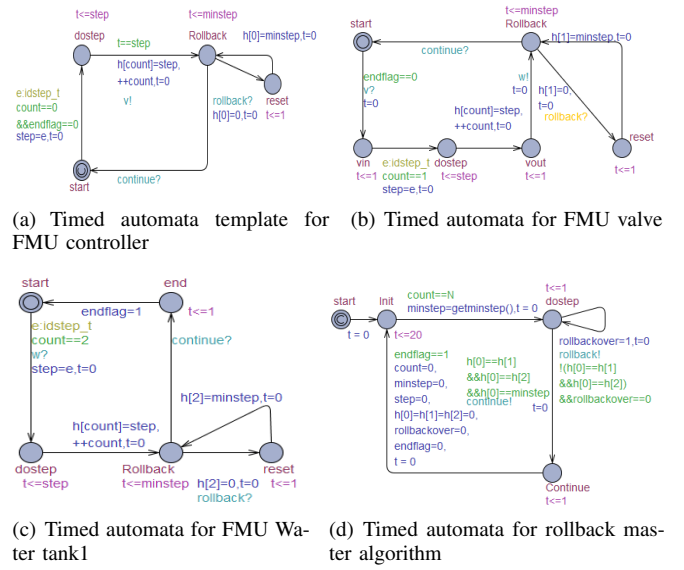 t<=step
t<=minstep
dostep
t==step
Rollback
h[0]=minstep,t=0
h[count]=step,
++count,t=0
v!
e:idstep_t
count==0
&&endflag==0
step=e,t=0
rollback?
h[0]=0,t=0
reset
t<=1
continue?
start
(a) Timed automata template for
FMU controller
t<=minstep
start
Rollback
h[1]=minstep,t=0
continue?
endflag==0
v?
t=0
w!
t=0
h[1]=0,
t=0
rollback?
h[count]=step,
++count,t=0
reset
t<=1
vin
t<=1
e:idstep_t
count==1
step=e,t=0
dostep
t<=step
vout
t<=1
(b) Timed automata for FMU valve
start
end
endflag=1
t<=1
e:idstep_t
count==2
w?
step=e,t=0
continue?
h[2]=minstep,t=0
h[count]=step,
++count,t=0
dostep
t<=step
Rollback
t<=minstep
h[2]=0,t=0
rollback?
reset
t<=1
(c) Timed automata for FMU Wa-
ter tank1
start
t = 0
Init
t<=20
count==N
minstep=getminstep(),t = 0
t<=1
dostep
rollbackover=1,t=0
rollback!
!(h[0]==h[1]
&&h[0]==h[2])
&&rollbackover==0
h[0]==h[1]
&&h[0]==h[2]
&&h[0]==minstep
continue!
t=0
endflag==1
count=0,
minstep=0,
step=0,
h[0]=h[1]=h[2]=0,
rollbackover=0,
endflag=0,
t = 0
Continue
t<=1
(d) Timed automata for rollback mas-
ter algorithm